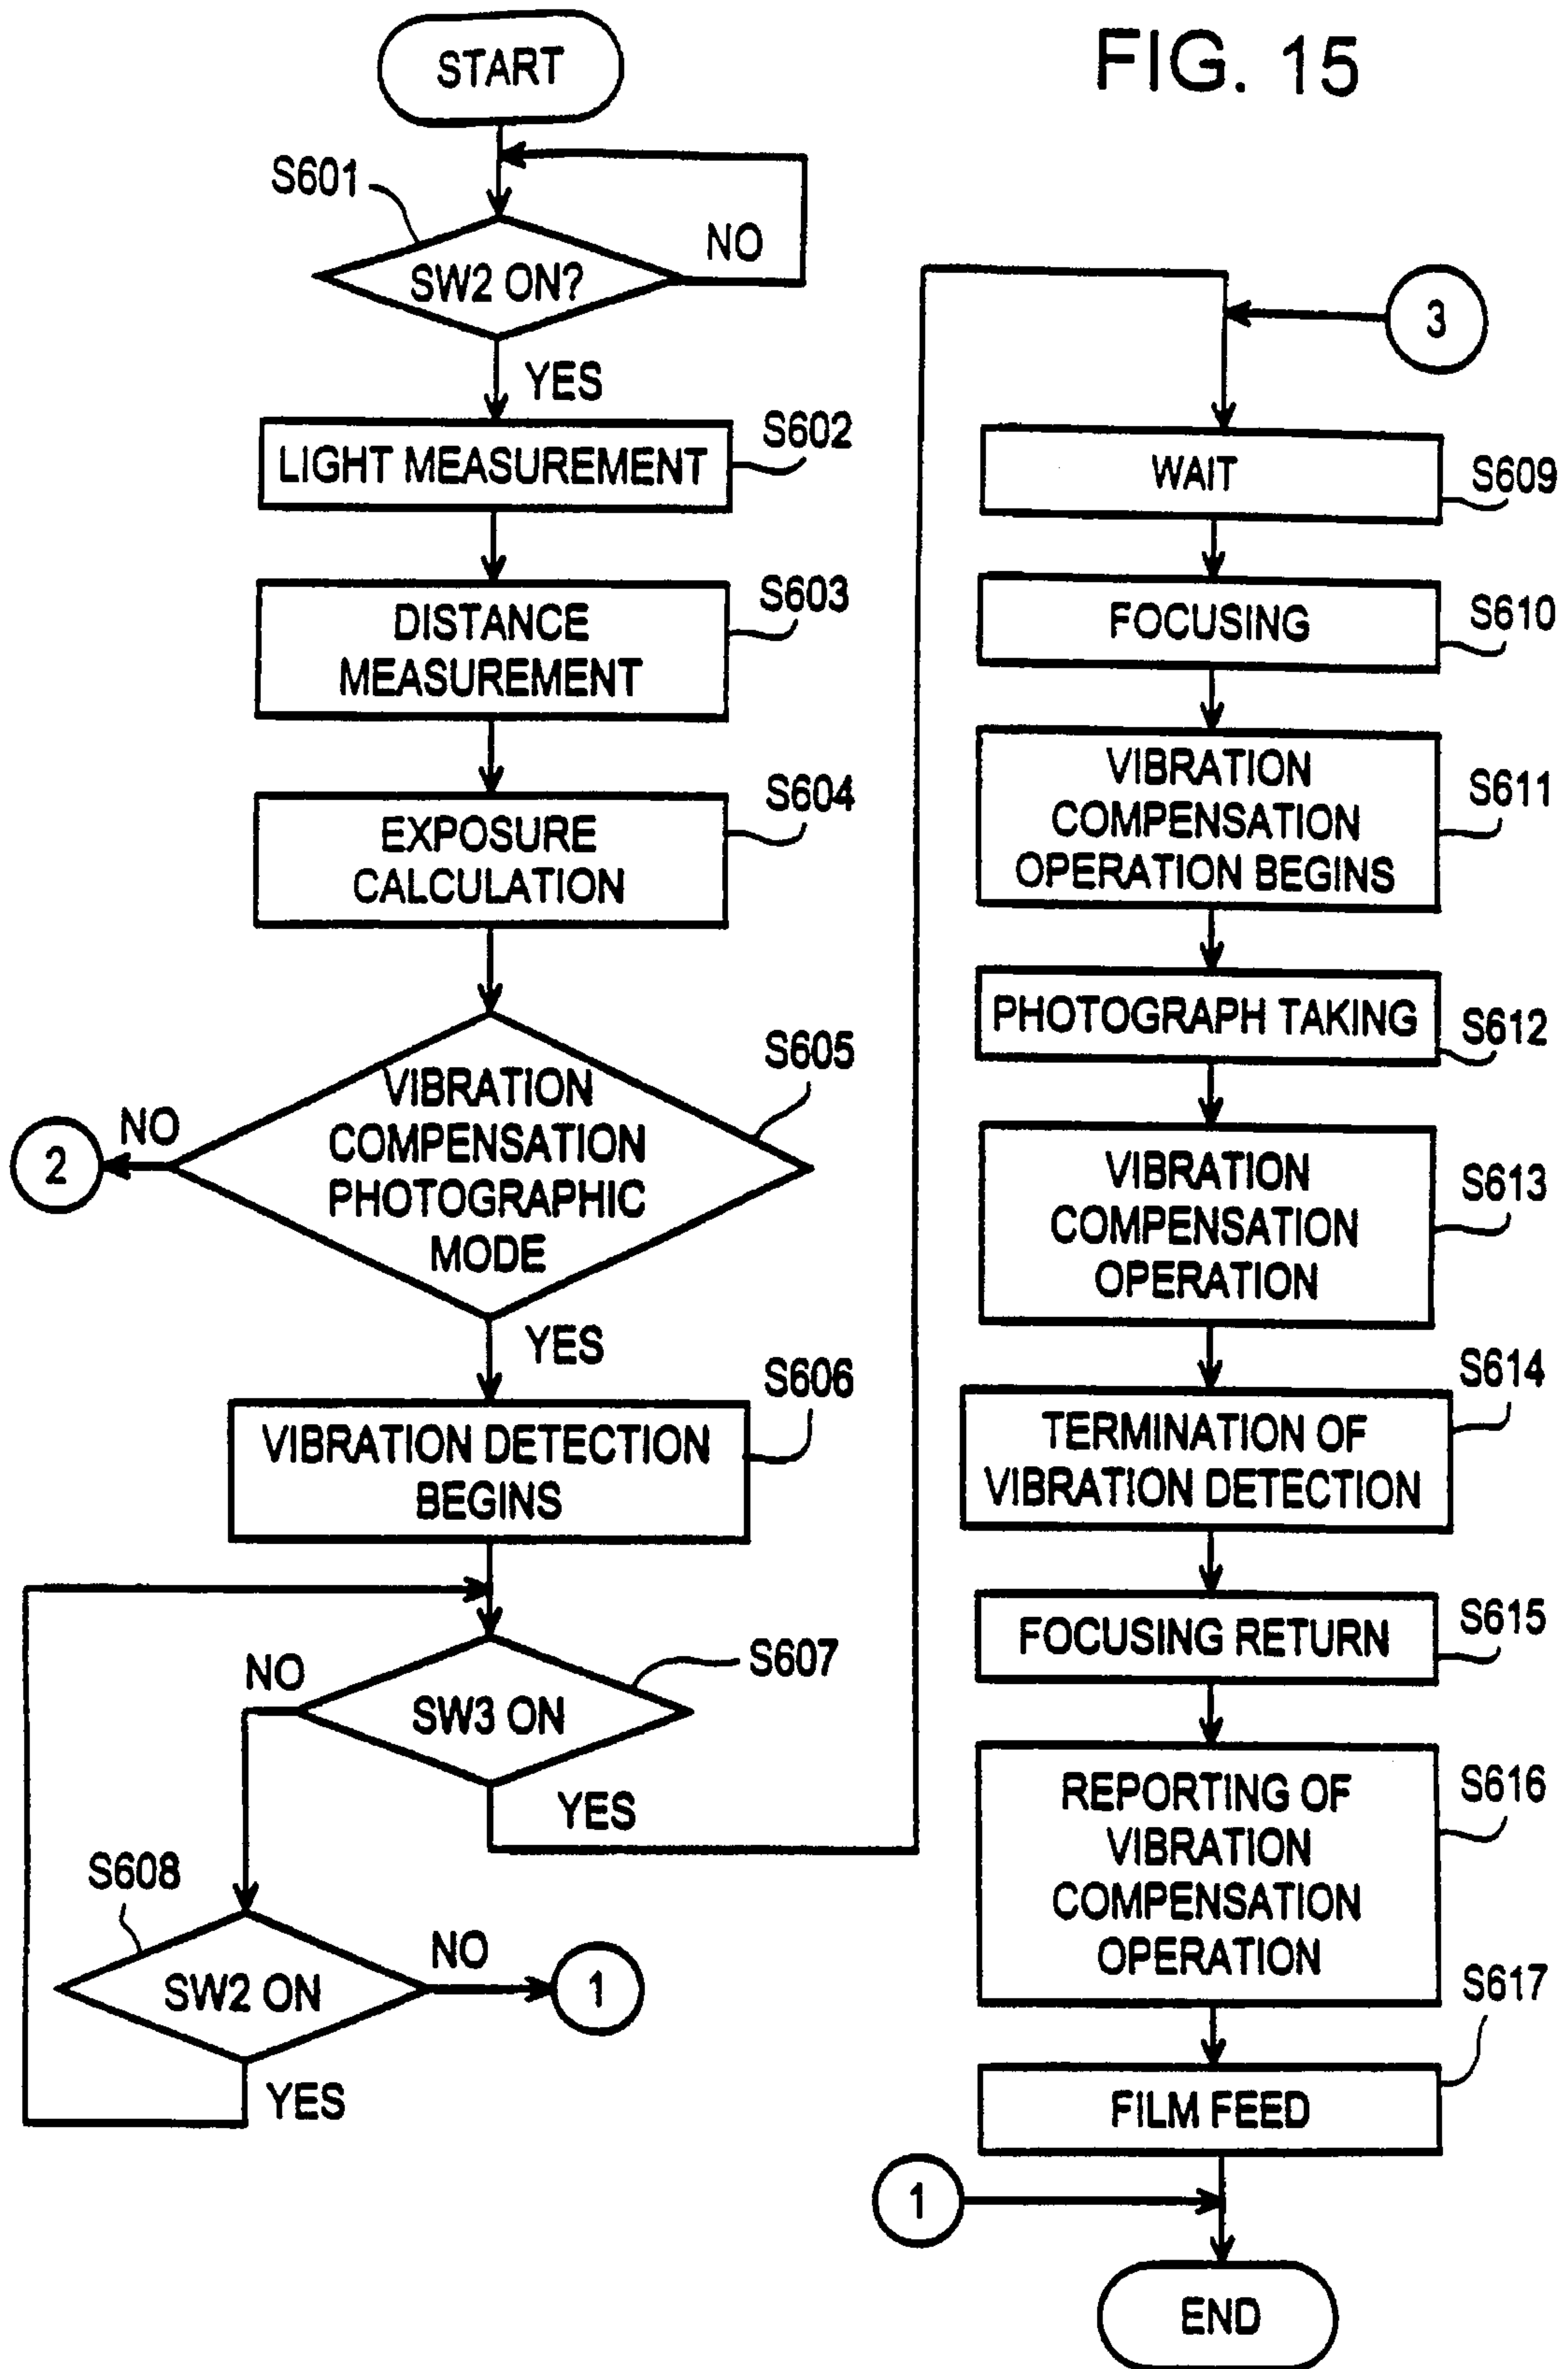 FIG. 15
START
S601
SW2 ON?
NO
YES
LIGHT MEASUREMENT
S602
DISTANCE
MEASUREMENT
S603
EXPOSURE
CALCULATION
S604
VIBRATION
COMPENSATION
PHOTOGRAPHIC
MODE
S605
NO
2
YES
VIBRATION DETECTION
BEGINS
S606
SW3 ON
S607
NO
YES
S608
SW2 ON
NO
1
YES
3
WAIT
S609
FOCUSING
S610
VIBRATION
COMPENSATION
OPERATION BEGINS
S611
PHOTOGRAPH TAKING
S612
VIBRATION
COMPENSATION
OPERATION
S613
TERMINATION OF
VIBRATION DETECTION
S614
FOCUSING RETURN
S615
REPORTING OF
VIBRATION
COMPENSATION
OPERATION
S616
FILM FEED
S617
1
END